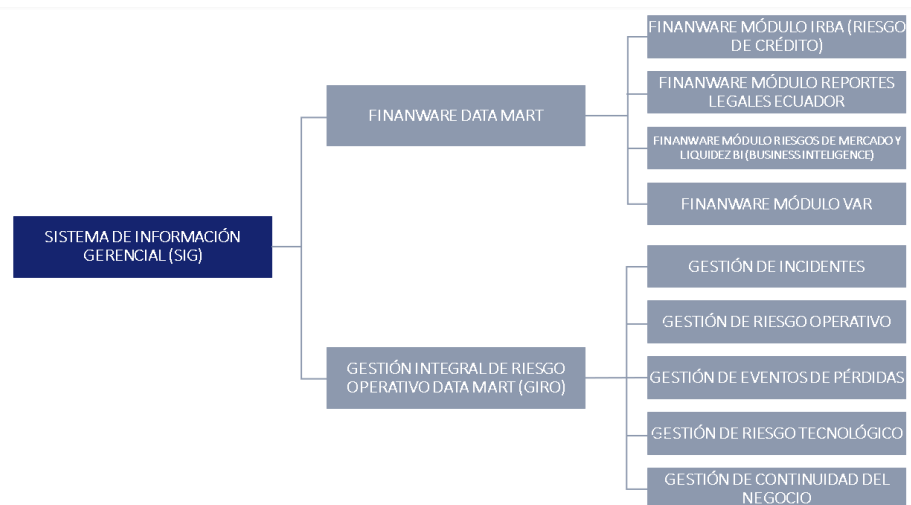 FINANWARE MÓDULO IRBA (RIESGO
DE CRÉDITO)
FINANWARE DATA MART
FINANWARE MÓDULO REPORTES
LEGALES ECUADOR
FINANWARE MÓDULO RIESGOS DE MERCADO Y
LIQUIDEZ BI (BUSINESS INTELIGENCE)
FINANWARE MÓDULO VAR
SISTEMA DE INFORMACIÓN
GERENCIAL (SIG)
GESTIÓN DE INCIDENTES
GESTIÓN DE RIESGO OPERATIVO
GESTIÓN INTEGRAL DE RIESGO
OPERATIVO DATA MART (GIRO)
GESTIÓN DE EVENTOS DE PÉRDIDAS
GESTIÓN DE RIESGO TECNOLÓGICO
GESTIÓN DE CONTINUIDAD DEL
NEGOCIO